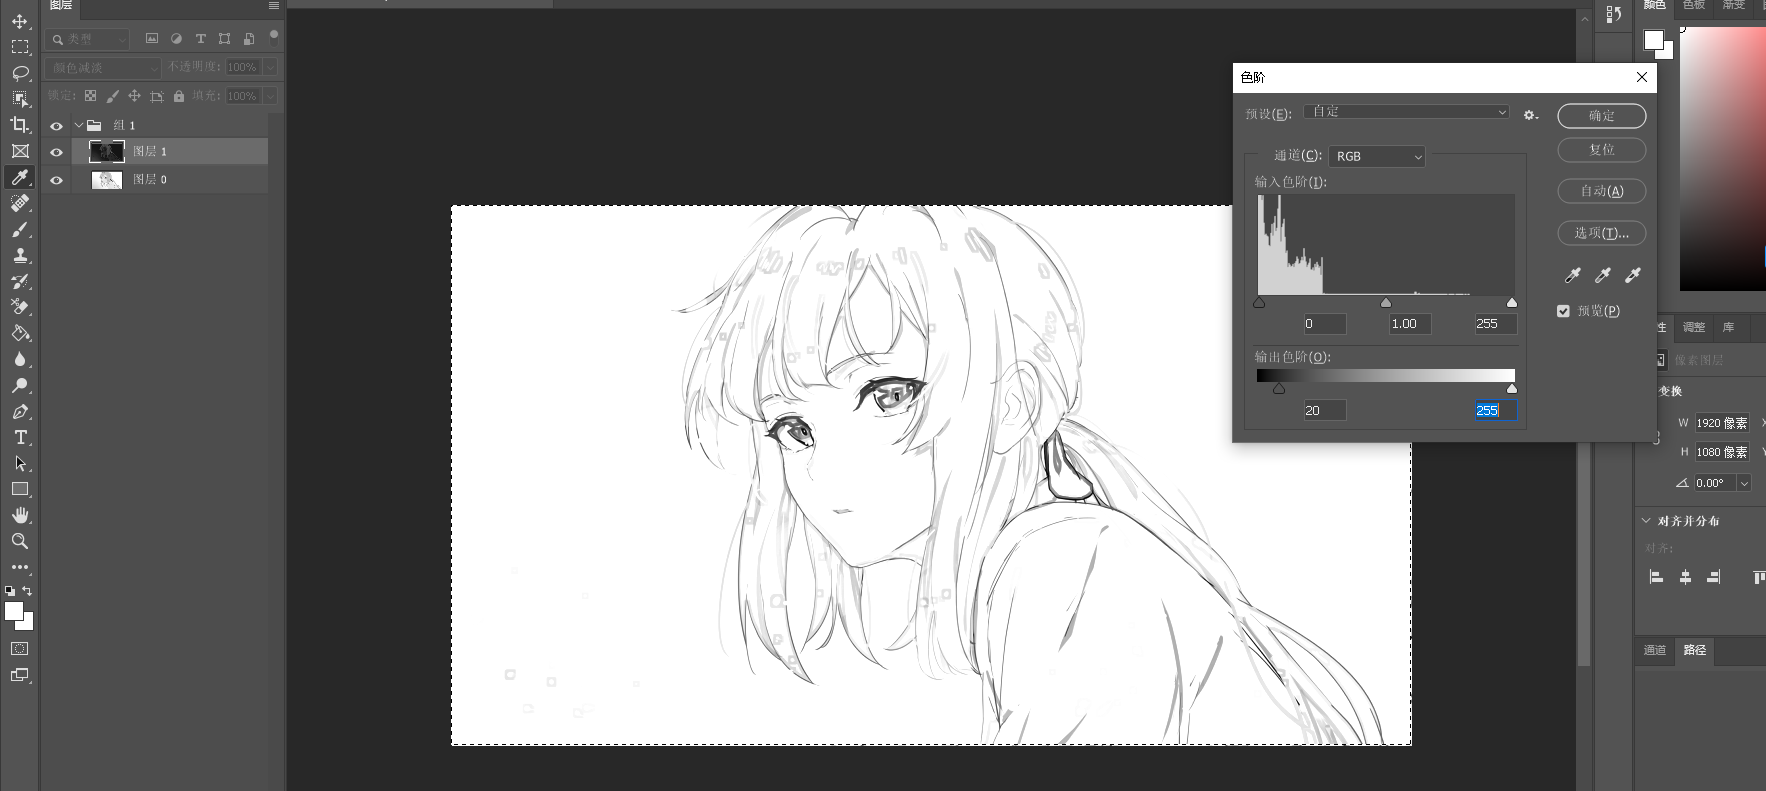 图层
类型
颜色减淡
不透明度: 100%
锁定:
填充: 100%
组 1
图层 1
图层 0
色阶
预设(E):
自定
确定
复位
自动(A)
选项(T)...
预览(P)
通道(C):
RGB
输入色阶(I):
0
1.00
255
输出色阶(O):
20
255
颜色
色板
渐变
性
调整
库
像素图层
变换
W 1920 像素
H 1080 像素
0.00°
对齐并分布
对齐:
通道
路径